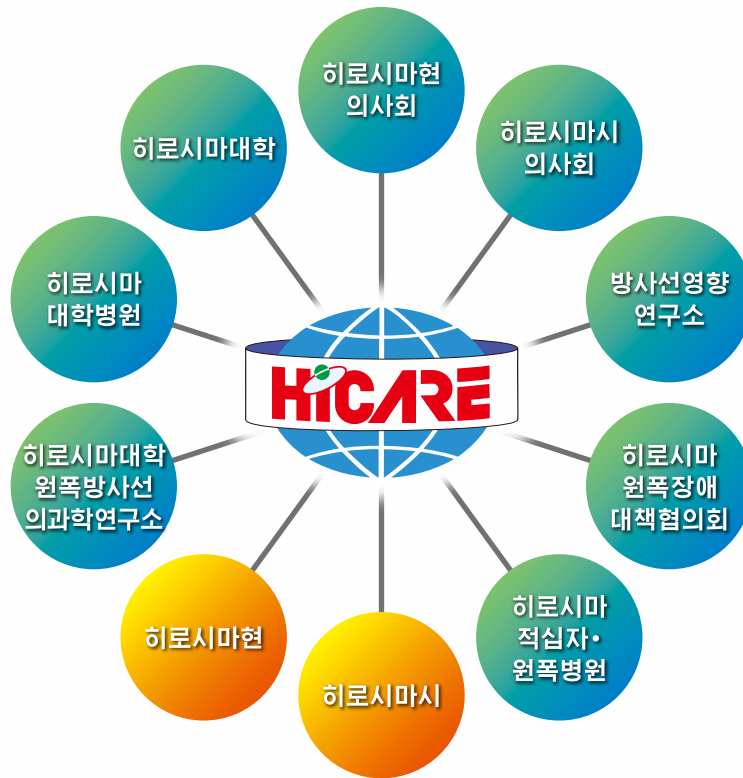 히로시마현
의사회
히로시마시
의사회
방사선영향
연구소
히로시마
원폭장애
대책협의회
히로시마
적십자·
원폭병원
히로시마시
히로시마현
히로시마대학
원폭방사선
의과학연구소
히로시마
대학병원
히로시마대학
HiCARE